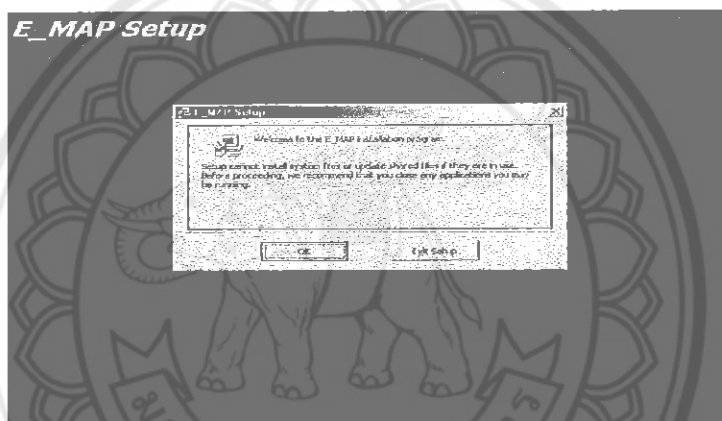 E_MAP Setup
E_MAP Setup
Welcome to the E_MAP installation program.
Setup cannot install system files or update shared files if they are in use.
Before proceeding, we recommend that you close any applications you may
be running.
OK
Exit Setup